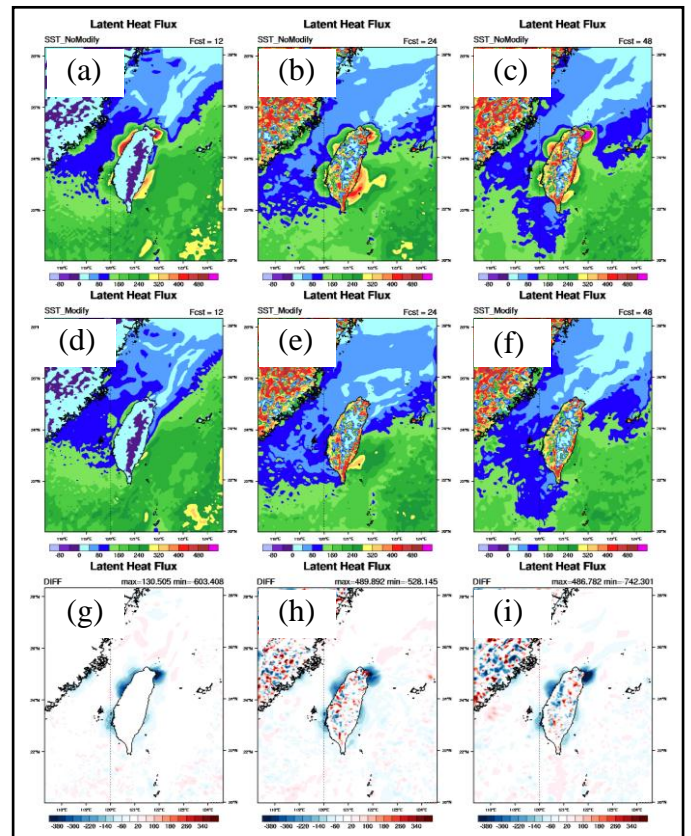 Latent Heat Flux Latent Heat Flux Latent Heat Flux
SST_NoModify Fcst = 12 SST_NoModify Fcst = 24 SST_NoModify Fcst = 48
(a) (b) (c)
-80 0 80 160 240 320 400 480 -80 0 80 160 240 320 400 480 -80 0 80 160 240 320 400 480
Latent Heat Flux Latent Heat Flux Latent Heat Flux
SST_Modify Fcst = 12 SST_Modify Fcst = 24 SST_Modify Fcst = 48
(d) (e) (f)
-80 0 80 160 240 320 400 480 -80 0 80 160 240 320 400 480 -80 0 80 160 240 320 400 480
Latent Heat Flux Latent Heat Flux Latent Heat Flux
DIFF max=130.505 min=-603.408 DIFF max=489.892 min=-528.145 DIFF max=486.782 min=-742.301
(g) (h) (i)
-380 -300 -220 -140 -60 20 100 180 260 340 -380 -300 -220 -140 -60 20 100 180 260 340 -380 -300 -220 -140 -60 20 100 180 260 340